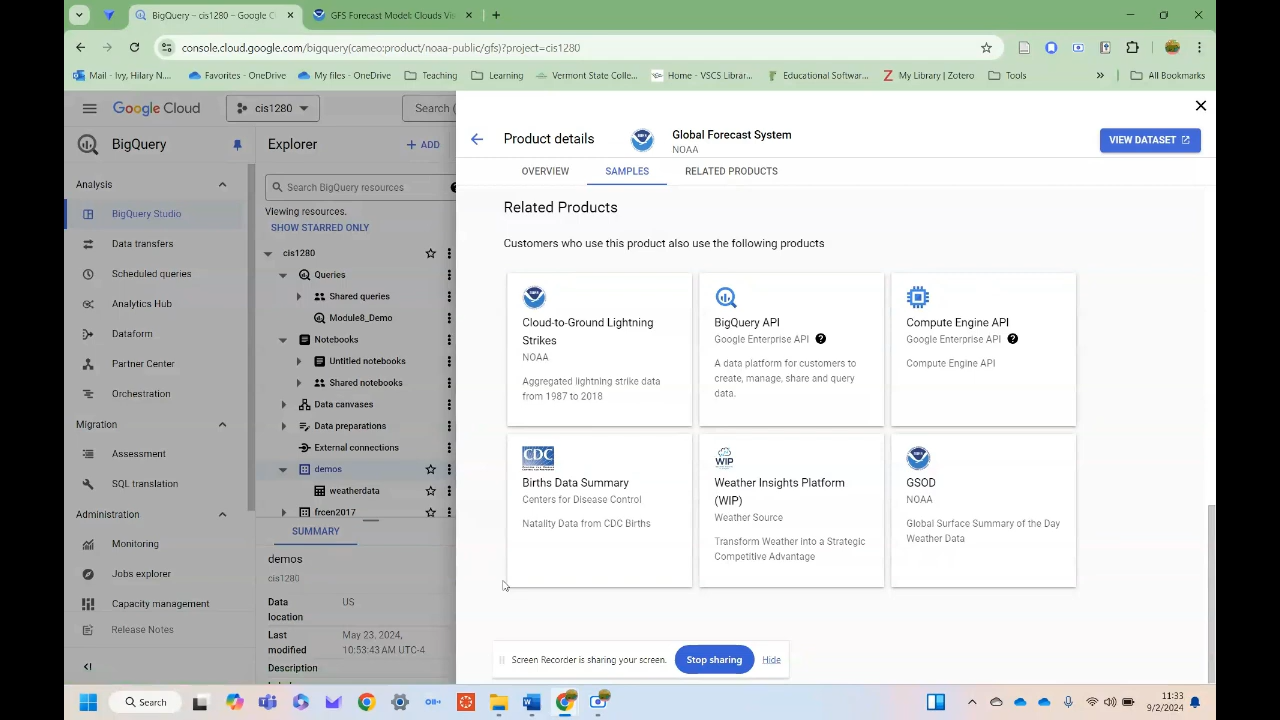 BigQuery – cis1280 – Google C
GFS Forecast Model: Clouds Vi
console.cloud.google.com/bigquery(cameo:product/noaa-public/gfs)?project=cis1280
Mail - Ivy, Hilary N...
Favorites - OneDrive
My files - OneDrive
Teaching
Learning
Vermont State Colle...
Home - VSCS Librar...
Educational Softwar...
My Library | Zotero
Tools
»
All Bookmarks
Google Cloud
cis1280
Search (
BigQuery
Analysis
BigQuery Studio
Data transfers
Scheduled queries
Analytics Hub
Dataform
Partner Center
Orchestration
Migration
Assessment
SQL translation
Administration
Monitoring
Jobs explorer
Capacity management
Release Notes
Explorer
+ ADD
Search BigQuery resources
Viewing resources.
SHOW STARRED ONLY
cis1280
Queries
Shared queries
Module8_Demo
Notebooks
Untitled notebooks
Shared notebooks
Data canvases
Data preparations
External connections
demos
weatherdata
frcen2017
SUMMARY
demos
cis1280
Data location
US
Last modified
May 23, 2024, 10:53:43 AM UTC-4
Description
Product details
Global Forecast System
NOAA
VIEW DATASET
OVERVIEW
SAMPLES
RELATED PRODUCTS
Related Products
Customers who use this product also use the following products
Cloud-to-Ground Lightning
Strikes
NOAA
Aggregated lightning strike data
from 1987 to 2018
BigQuery API
Google Enterprise API
A data platform for customers to
create, manage, share and query
data.
Compute Engine API
Google Enterprise API
Compute Engine API
CDC
Births Data Summary
Centers for Disease Control
Natality Data from CDC Births
WIP
Weather Insights Platform
(WIP)
Weather Source
Transform Weather into a Strategic
Competitive Advantage
GSOD
NOAA
Global Surface Summary of the Day
Weather Data
Screen Recorder is sharing your screen.
Stop sharing
Hide
Search
11:33
9/2/2024